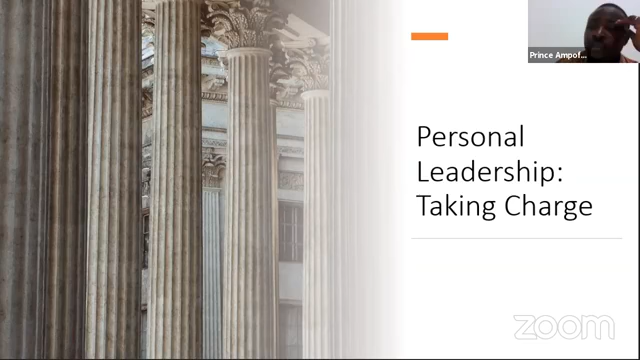 Prince Ampof...
Personal
Leadership:
Taking Charge
zoom